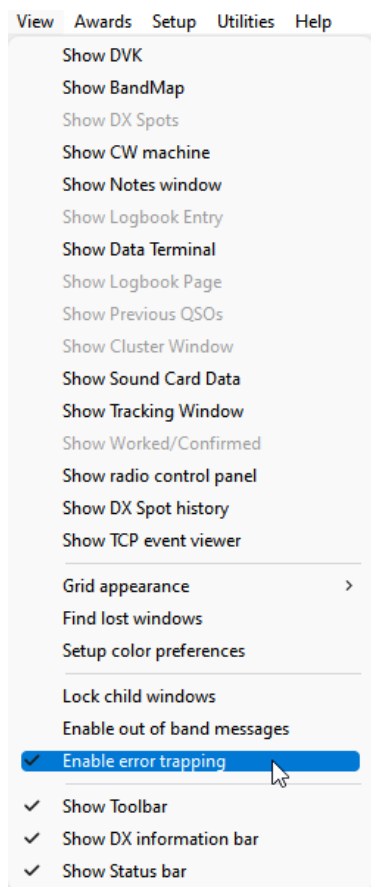 View Awards Setup Utilities Help
Show DVK
Show BandMap
Show DX Spots
Show CW machine
Show Notes window
Show Logbook Entry
Show Data Terminal
Show Logbook Page
Show Previous QSOs
Show Cluster Window
Show Sound Card Data
Show Tracking Window
Show Worked/Confirmed
Show radio control panel
Show DX Spot history
Show TCP event viewer
Grid appearance
Find lost windows
Setup color preferences
Lock child windows
Enable out of band messages
Enable error trapping
Show Toolbar
Show DX information bar
Show Status bar